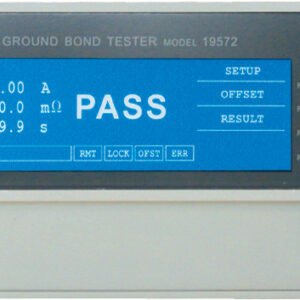 GROUND BOND TESTER MODEL 19572
.00 A
0.0 mΩ
9.9 s
PASS
SETUP
OFFSET
RESULT
RMT LOCK OFST ERR